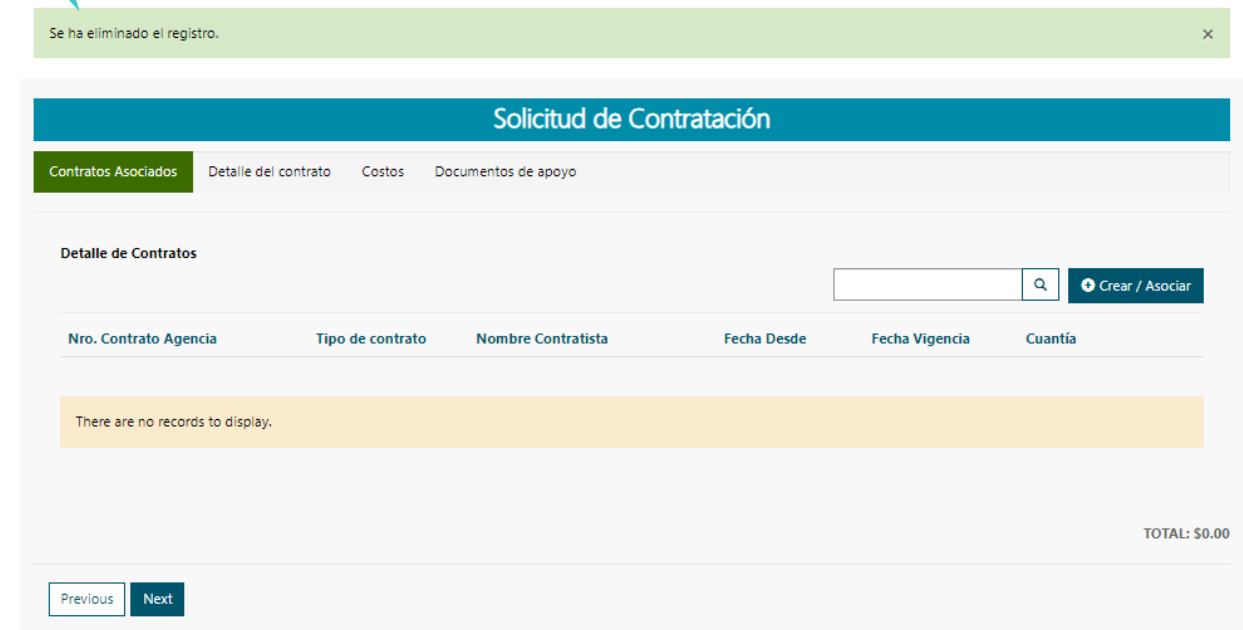 Se ha eliminado el registro. ×
Solicitud de Contratación
Contratos Asociados Detalle del contrato Costos Documentos de apoyo
Detalle de Contratos
Crear / Asociar
Nro. Contrato Agencia Tipo de contrato Nombre Contratista Fecha Desde Fecha Vigencia Cuantía
There are no records to display.
TOTAL: $0.00
Previous Next